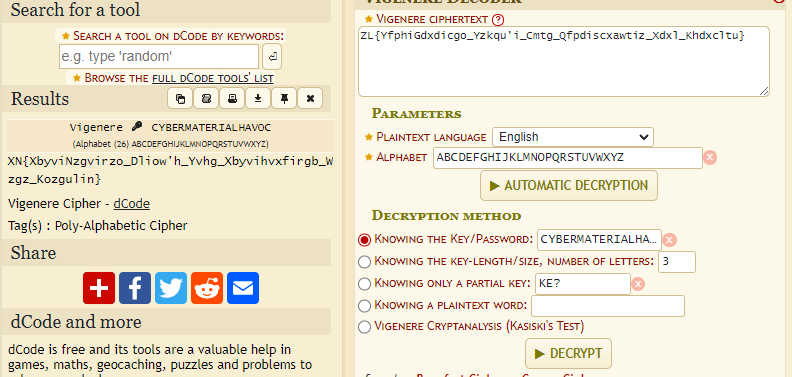 Search for a tool
★ Search a tool on dCode by keywords:
e.g. type 'random'
★ Browse the full dCode tools' list
Results
Vigenere 🔑 CYBERMATERIALHAVOC
(Alphabet (26) ABCDEFGHIJKLMNOPQRSTUVWXYZ)
XN{XbyviNzgvirzo_Dliow'h_Yvhg_Xbyvihvxfirgb_W
zgz_Kozgulin}
Vigenere Cipher - dCode
Tag(s) : Poly-Alphabetic Cipher
Share
dCode and more
dCode is free and its tools are a valuable help in
games, maths, geocaching, puzzles and problems to
Vigenere Decoder
★ Vigenere ciphertext ?
ZL{YfphiGdxdicgo_Yzkqu'i_Cmtg_Qfpdiscxawtiz_Xdxl_Khdxcltu}
Parameters
★ Plaintext language English
★ Alphabet ABCDEFGHIJKLMNOPQRSTUVWXYZ
▶ AUTOMATIC DECRYPTION
Decryption method
Knowing the Key/Password: CYBERMATERIALHA…
Knowing the key-length/size, number of letters: 3
Knowing only a partial key: KE?
Knowing a plaintext word:
Vigenere Cryptanalysis (Kasiski's Test)
▶ DECRYPT